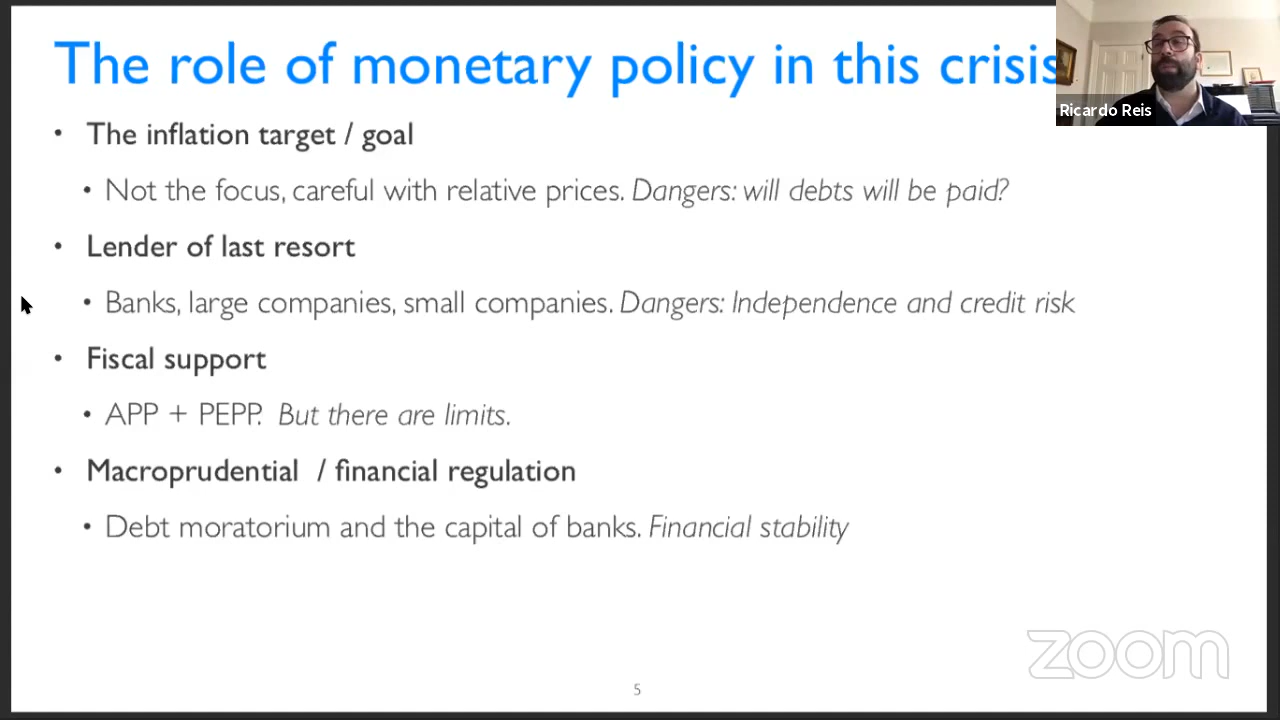 The role of monetary policy in this crisis
Ricardo Reis
• The inflation target / goal
• Not the focus, careful with relative prices. Dangers: will debts will be paid?
• Lender of last resort
• Banks, large companies, small companies. Dangers: Independence and credit risk
• Fiscal support
• APP + PEPP. But there are limits.
• Macroprudential / financial regulation
• Debt moratorium and the capital of banks. Financial stability
zoom
5